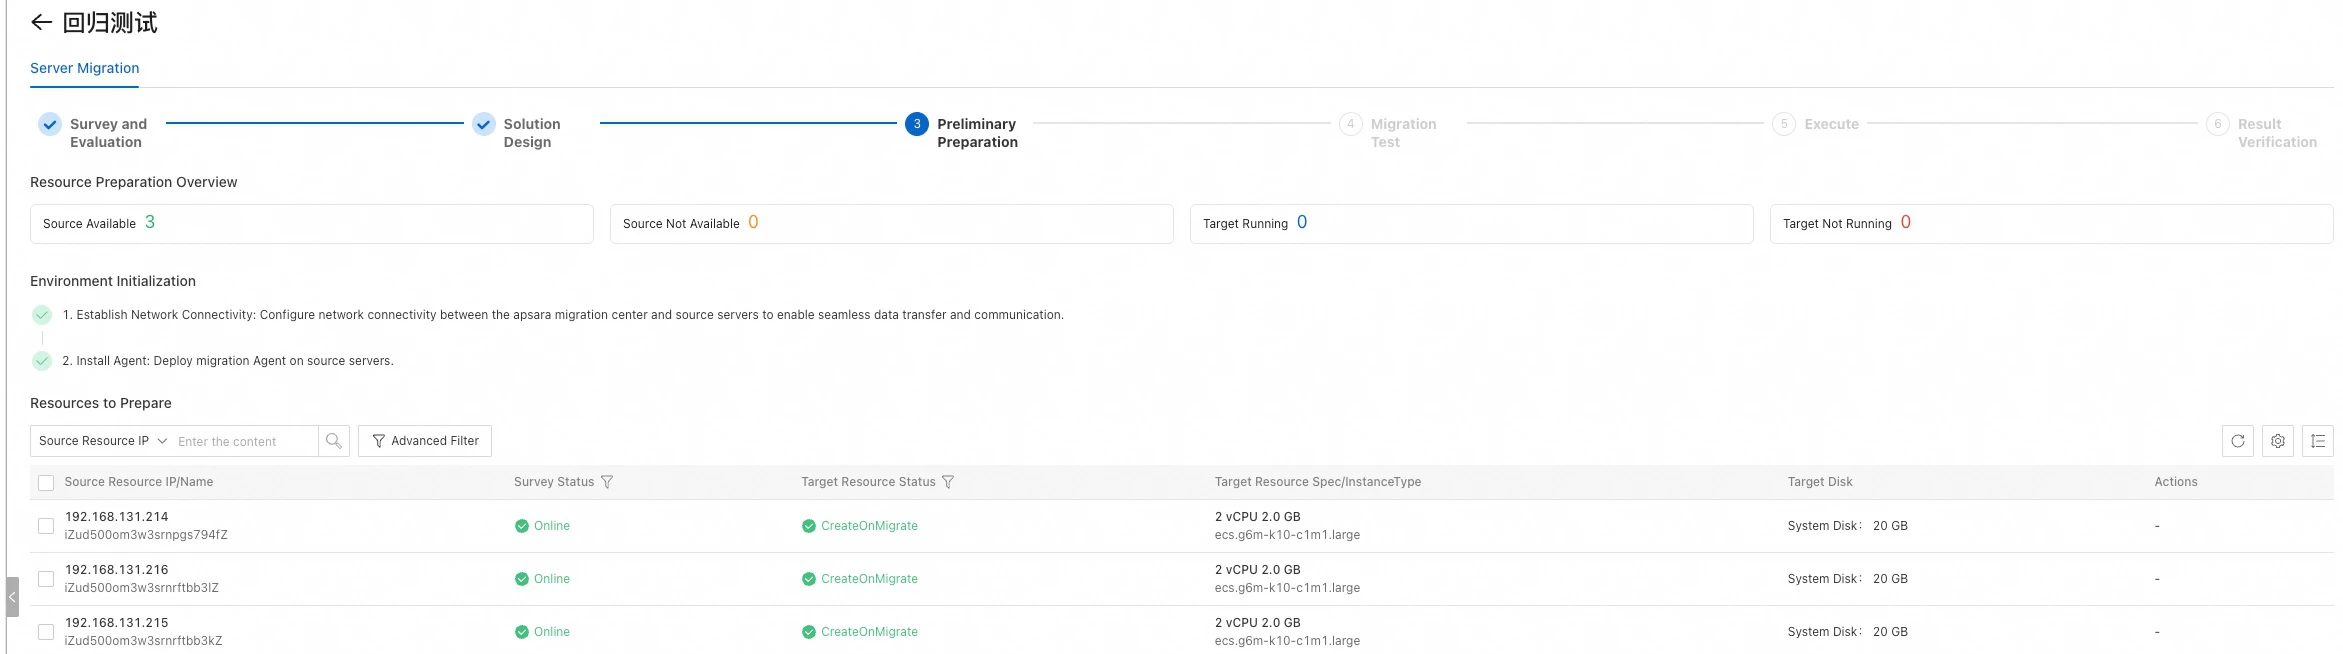 回归测试
Server Migration
Survey and
Evaluation
Solution
Design
3
Preliminary
Preparation
4
Migration
Test
5
Execute
6
Result
Verification
Resource Preparation Overview
Source Available 3
Source Not Available 0
Target Running 0
Target Not Running 0
Environment Initialization
1. Establish Network Connectivity: Configure network connectivity between the apsara migration center and source servers to enable seamless data transfer and communication.
2. Install Agent: Deploy migration Agent on source servers.
Resources to Prepare
Source Resource IP Enter the content Advanced Filter
Source Resource IP/Name Survey Status Target Resource Status Target Resource Spec/InstanceType Target Disk Actions
192.168.131.214
iZud500om3w3srnpgs794fZ
Online
CreateOnMigrate
2 vCPU 2.0 GB
ecs.g6m-k10-c1m1.large
System Disk： 20 GB
-
192.168.131.216
iZud500om3w3srnrftbb3lZ
Online
CreateOnMigrate
2 vCPU 2.0 GB
ecs.g6m-k10-c1m1.large
System Disk： 20 GB
-
192.168.131.215
iZud500om3w3srnrftbb3kZ
Online
CreateOnMigrate
2 vCPU 2.0 GB
ecs.g6m-k10-c1m1.large
System Disk： 20 GB
-